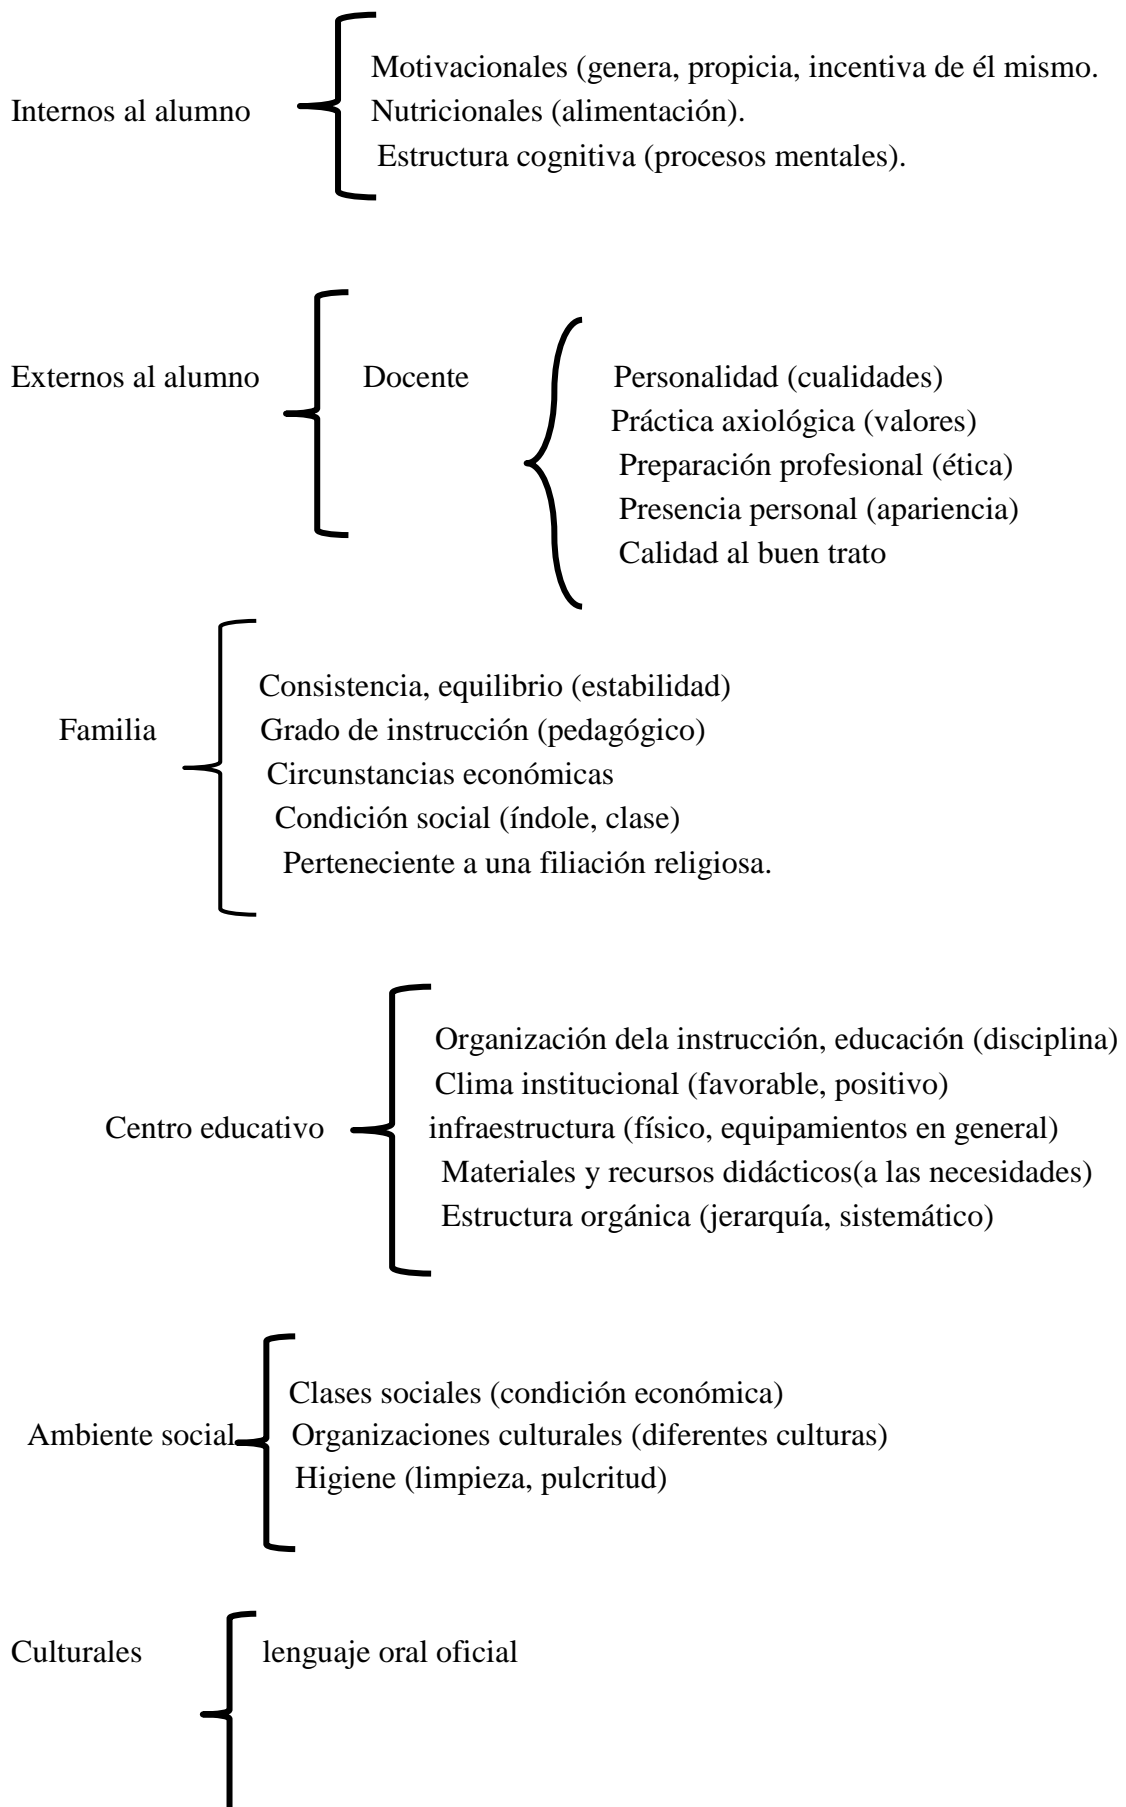 Motivacionales (genera, propicia, incentiva de él mismo.
Internos al alumno Nutricionales (alimentación).
Estructura cognitiva (procesos mentales).
Externos al alumno Docente Personalidad (cualidades)
Práctica axiológica (valores)
Preparación profesional (ética)
Presencia personal (apariencia)
Calidad al buen trato
Consistencia, equilibrio (estabilidad)
Familia Grado de instrucción (pedagógico)
Circunstancias económicas
Condición social (índole, clase)
Perteneciente a una filiación religiosa.
Organización dela instrucción, educación (disciplina)
Clima institucional (favorable, positivo)
Centro educativo infraestructura (físico, equipamientos en general)
Materiales y recursos didácticos(a las necesidades)
Estructura orgánica (jerarquía, sistemático)
Clases sociales (condición económica)
Ambiente social Organizaciones culturales (diferentes culturas)
Higiene (limpieza, pulcritud)
Culturales lenguaje oral oficial